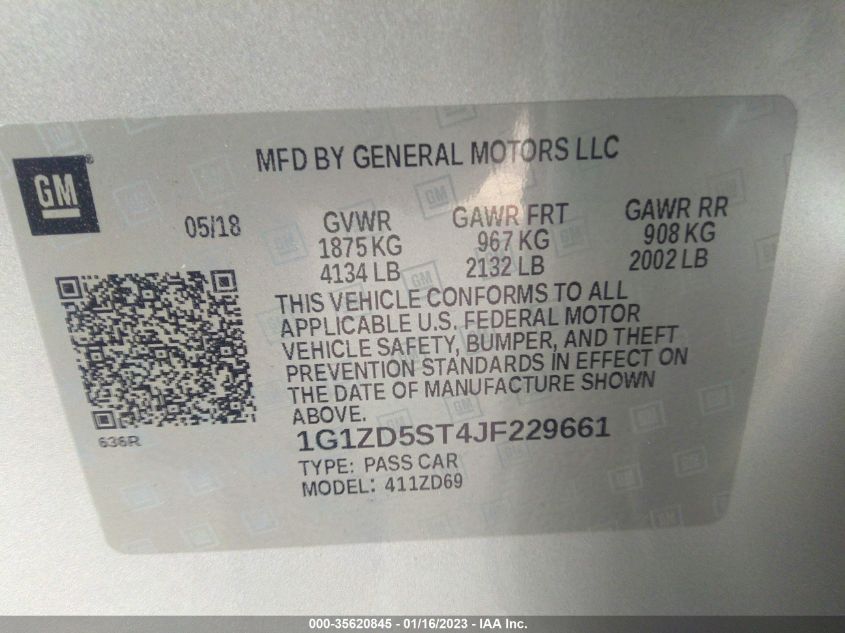 MFD BY GENERAL MOTORS LLC
GM
05/18
GVWR GAWR FRT GAWR RR
1875 KG 967 KG 908 KG
4134 LB 2132 LB 2002 LB
THIS VEHICLE CONFORMS TO ALL
APPLICABLE U.S. FEDERAL MOTOR
VEHICLE SAFETY, BUMPER, AND THEFT
PREVENTION STANDARDS IN EFFECT ON
THE DATE OF MANUFACTURE SHOWN
ABOVE.
636R
1G1ZD5ST4JF229661
TYPE: PASS CAR
MODEL: 411ZD69
000-35620845 - 01/16/2023 - IAA Inc.